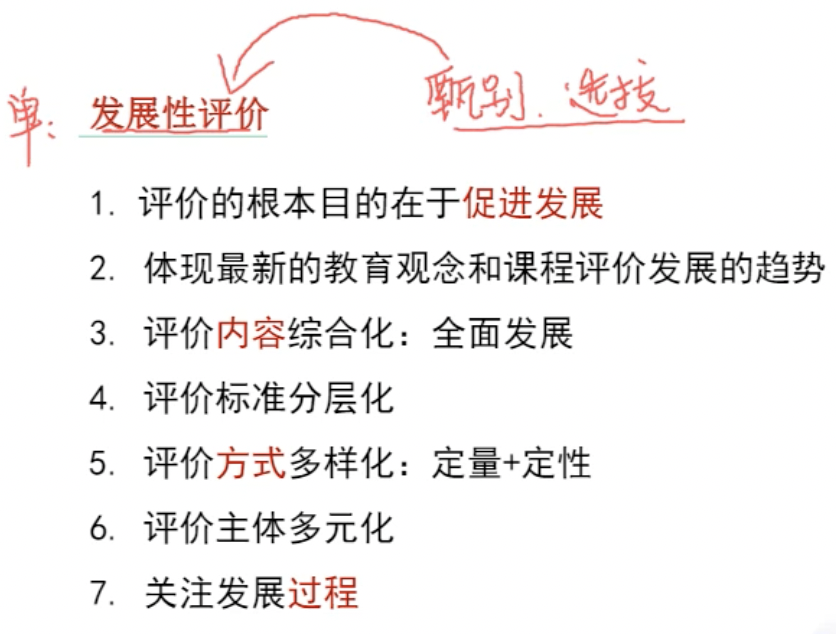 甄别、选拔
单：发展性评价
1. 评价的根本目的在于促进发展
2. 体现最新的教育观念和课程评价发展的趋势
3. 评价内容综合化：全面发展
4. 评价标准分层化
5. 评价方式多样化：定量+定性
6. 评价主体多元化
7. 关注发展过程